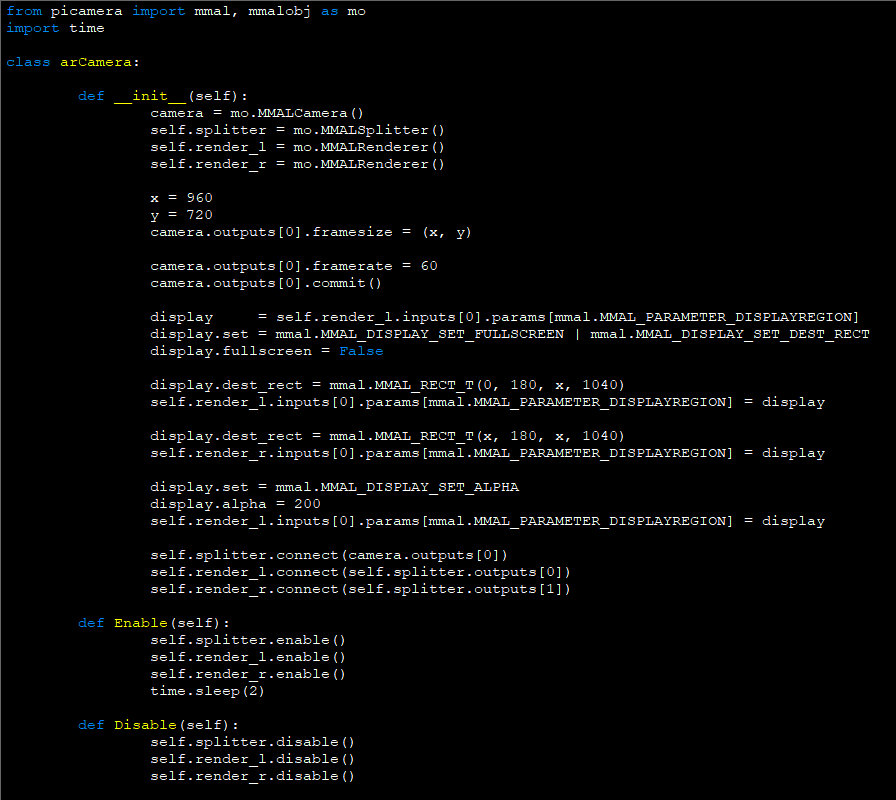 from picamera import mmal, mmalobj as mo
import time

class arCamera:

        def __init__(self):
                camera = mo.MMALCamera()
                self.splitter = mo.MMALSplitter()
                self.render_l = mo.MMALRenderer()
                self.render_r = mo.MMALRenderer()

                x = 960
                y = 720
                camera.outputs[0].framesize = (x, y)

                camera.outputs[0].framerate = 60
                camera.outputs[0].commit()

                display     = self.render_l.inputs[0].params[mmal.MMAL_PARAMETER_DISPLAYREGION]
                display.set = mmal.MMAL_DISPLAY_SET_FULLSCREEN | mmal.MMAL_DISPLAY_SET_DEST_RECT
                display.fullscreen = False

                display.dest_rect = mmal.MMAL_RECT_T(0, 180, x, 1040)
                self.render_l.inputs[0].params[mmal.MMAL_PARAMETER_DISPLAYREGION] = display

                display.dest_rect = mmal.MMAL_RECT_T(x, 180, x, 1040)
                self.render_r.inputs[0].params[mmal.MMAL_PARAMETER_DISPLAYREGION] = display

                display.set = mmal.MMAL_DISPLAY_SET_ALPHA
                display.alpha = 200
                self.render_l.inputs[0].params[mmal.MMAL_PARAMETER_DISPLAYREGION] = display

                self.splitter.connect(camera.outputs[0])
                self.render_l.connect(self.splitter.outputs[0])
                self.render_r.connect(self.splitter.outputs[1])

        def Enable(self):
                self.splitter.enable()
                self.render_l.enable()
                self.render_r.enable()
                time.sleep(2)

        def Disable(self):
                self.splitter.disable()
                self.render_l.disable()
                self.render_r.disable()